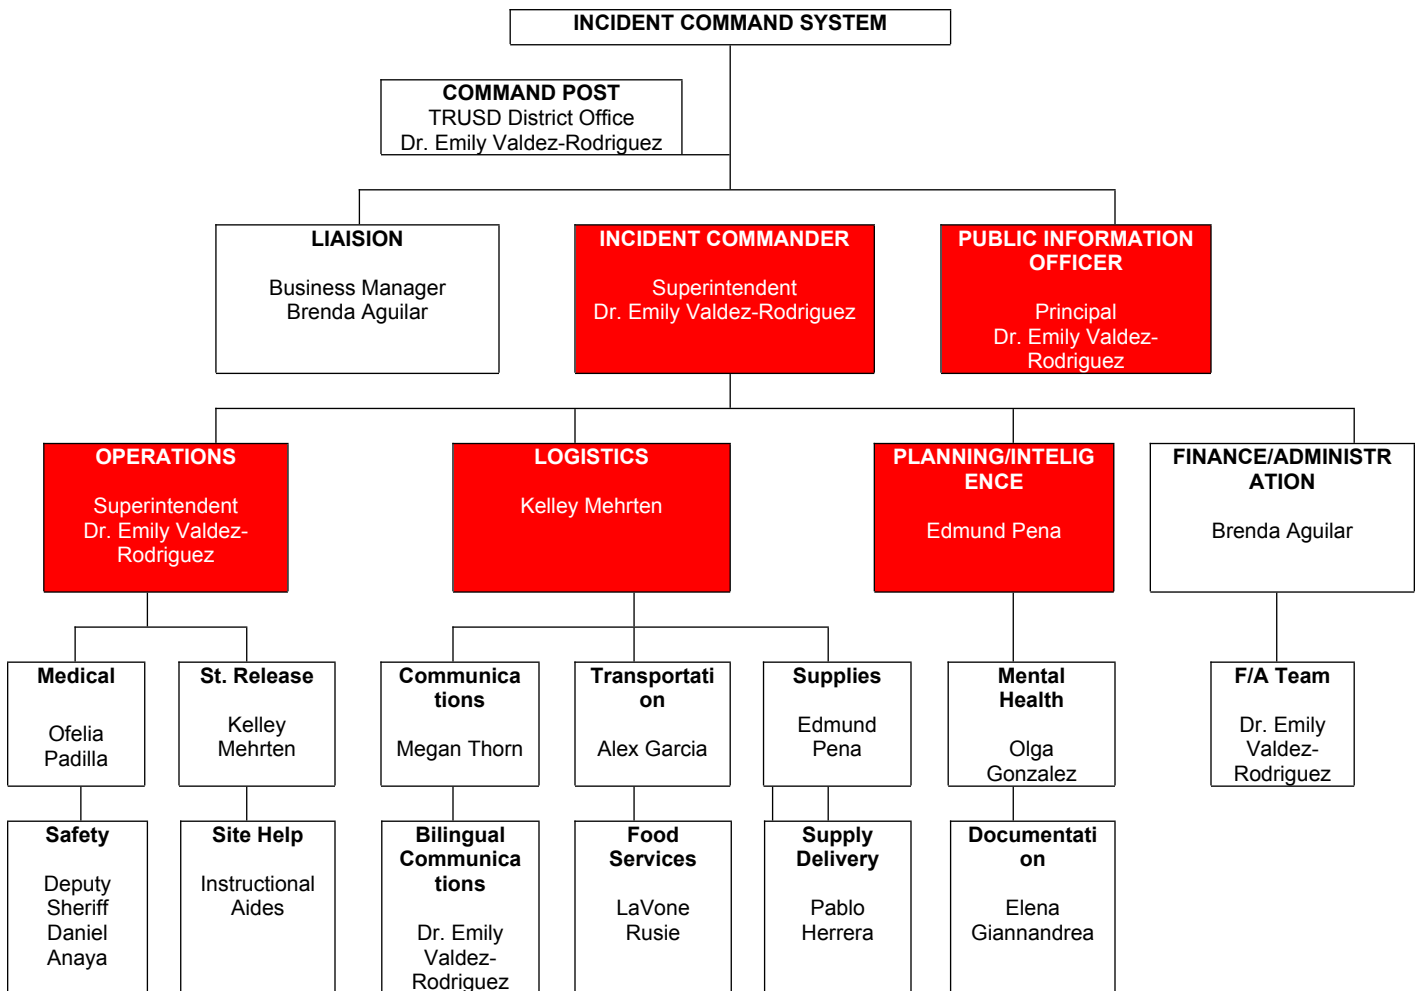 INCIDENT COMMAND SYSTEM
COMMAND POST
TRUSD District Office
Dr. Emily Valdez-Rodriguez
LIAISION
Business Manager
Brenda Aguilar
INCIDENT COMMANDER
Superintendent
Dr. Emily Valdez-Rodriguez
PUBLIC INFORMATION
OFFICER
Principal
Dr. Emily Valdez-
Rodriguez
OPERATIONS
Superintendent
Dr. Emily Valdez-
Rodriguez
LOGISTICS
Kelley Mehrten
PLANNING/INTELIG
ENCE
Edmund Pena
FINANCE/ADMINISTR
ATION
Brenda Aguilar
Medical
Ofelia
Padilla
St. Release
Kelley
Mehrten
Communica
tions
Megan Thorn
Transportati
on
Alex Garcia
Supplies
Edmund
Pena
Mental
Health
Olga
Gonzalez
F/A Team
Dr. Emily
Valdez-
Rodriguez
Safety
Deputy
Sheriff
Daniel
Anaya
Site Help
Instructional
Aides
Bilingual
Communica
tions
Dr. Emily
Valdez-
Rodriguez
Food
Services
LaVone
Rusie
Supply
Delivery
Pablo
Herrera
Documentati
on
Elena
Giannandrea